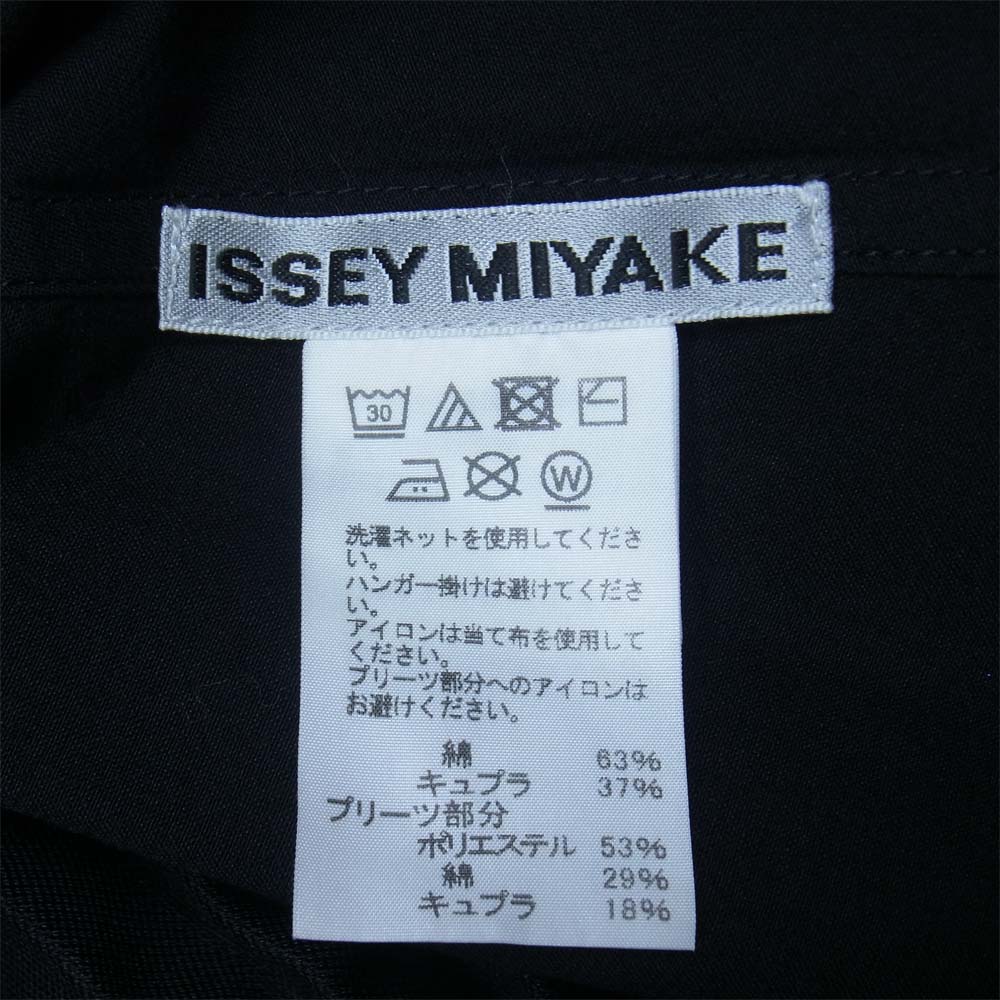 ISSEY MIYAKE
30
W
洗濯ネットを使用してくださ
い。
ハンガー掛けは避けてくださ
い。
アイロンは当て布を使用して
ください。
プリーツ部分へのアイロンは
お避けください。
綿 63%
キュプラ 37%
プリーツ部分
ポリエステル 53%
綿 29%
キュプラ 18%